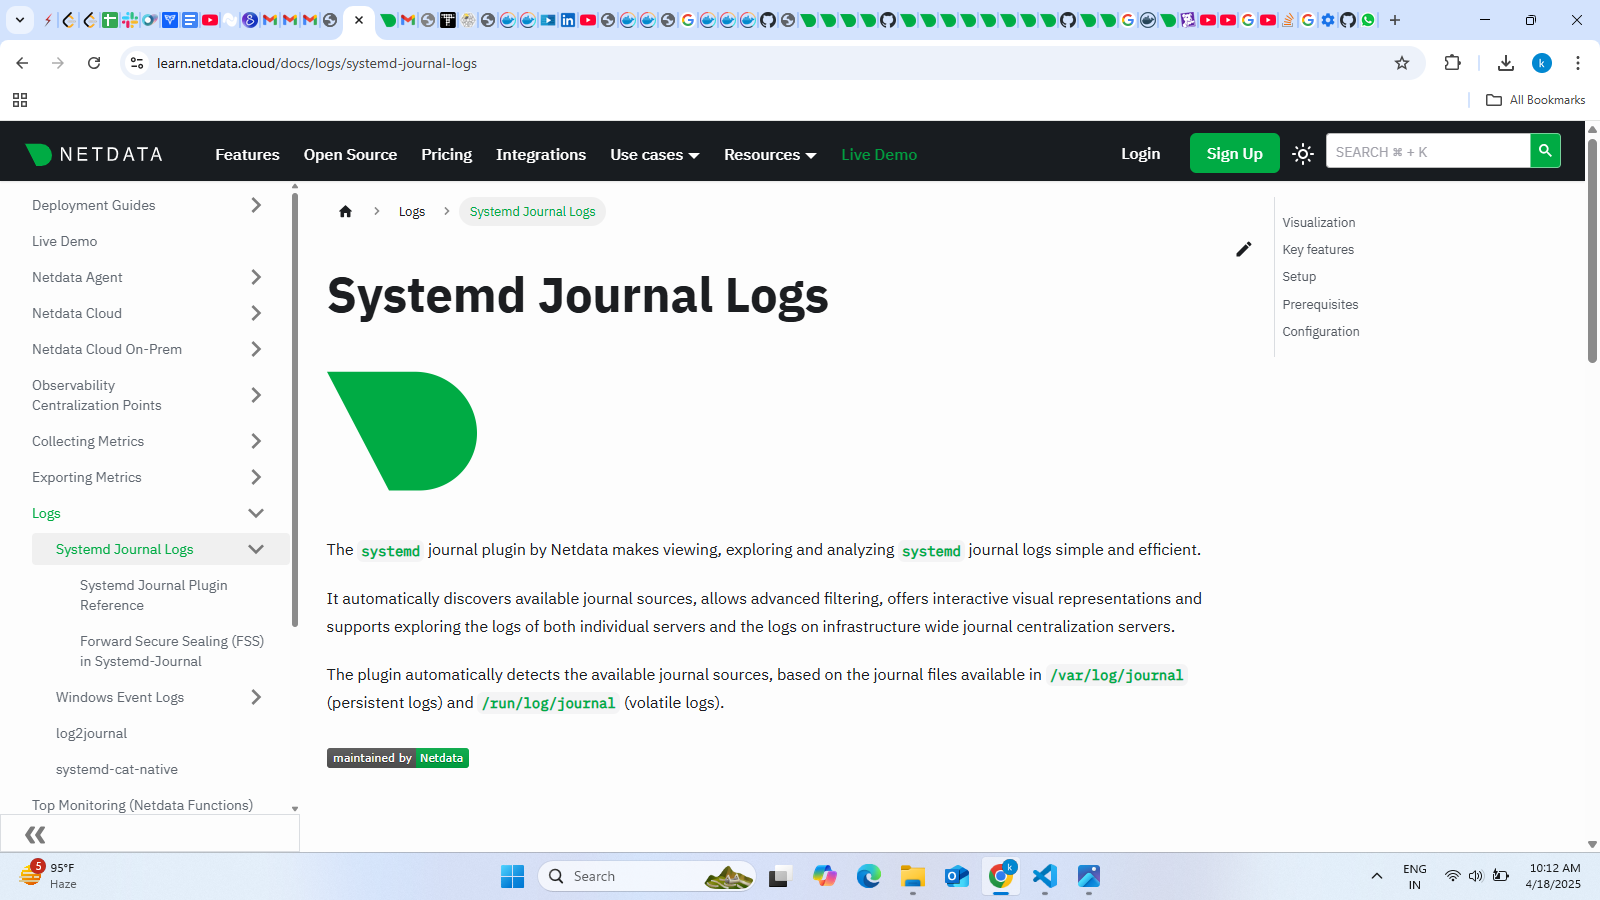 learn.netdata.cloud/docs/logs/systemd-journal-logs
k
All Bookmarks
NETDATA
Features
Open Source
Pricing
Integrations
Use cases
Resources
Live Demo
Login
Sign Up
SEARCH ⌘ + K
Deployment Guides
Live Demo
Netdata Agent
Netdata Cloud
Netdata Cloud On-Prem
Observability
Centralization Points
Collecting Metrics
Exporting Metrics
Logs
Systemd Journal Logs
Systemd Journal Plugin
Reference
Forward Secure Sealing (FSS)
in Systemd-Journal
Windows Event Logs
log2journal
systemd-cat-native
Top Monitoring (Netdata Functions)
Logs
Systemd Journal Logs
Systemd Journal Logs
The systemd journal plugin by Netdata makes viewing, exploring and analyzing systemd journal logs simple and efficient.
It automatically discovers available journal sources, allows advanced filtering, offers interactive visual representations and
supports exploring the logs of both individual servers and the logs on infrastructure wide journal centralization servers.
The plugin automatically detects the available journal sources, based on the journal files available in /var/log/journal
(persistent logs) and /run/log/journal (volatile logs).
maintained by Netdata
Visualization
Key features
Setup
Prerequisites
Configuration
5
95°F
Haze
Search
k
ENG
IN
10:12 AM
4/18/2025